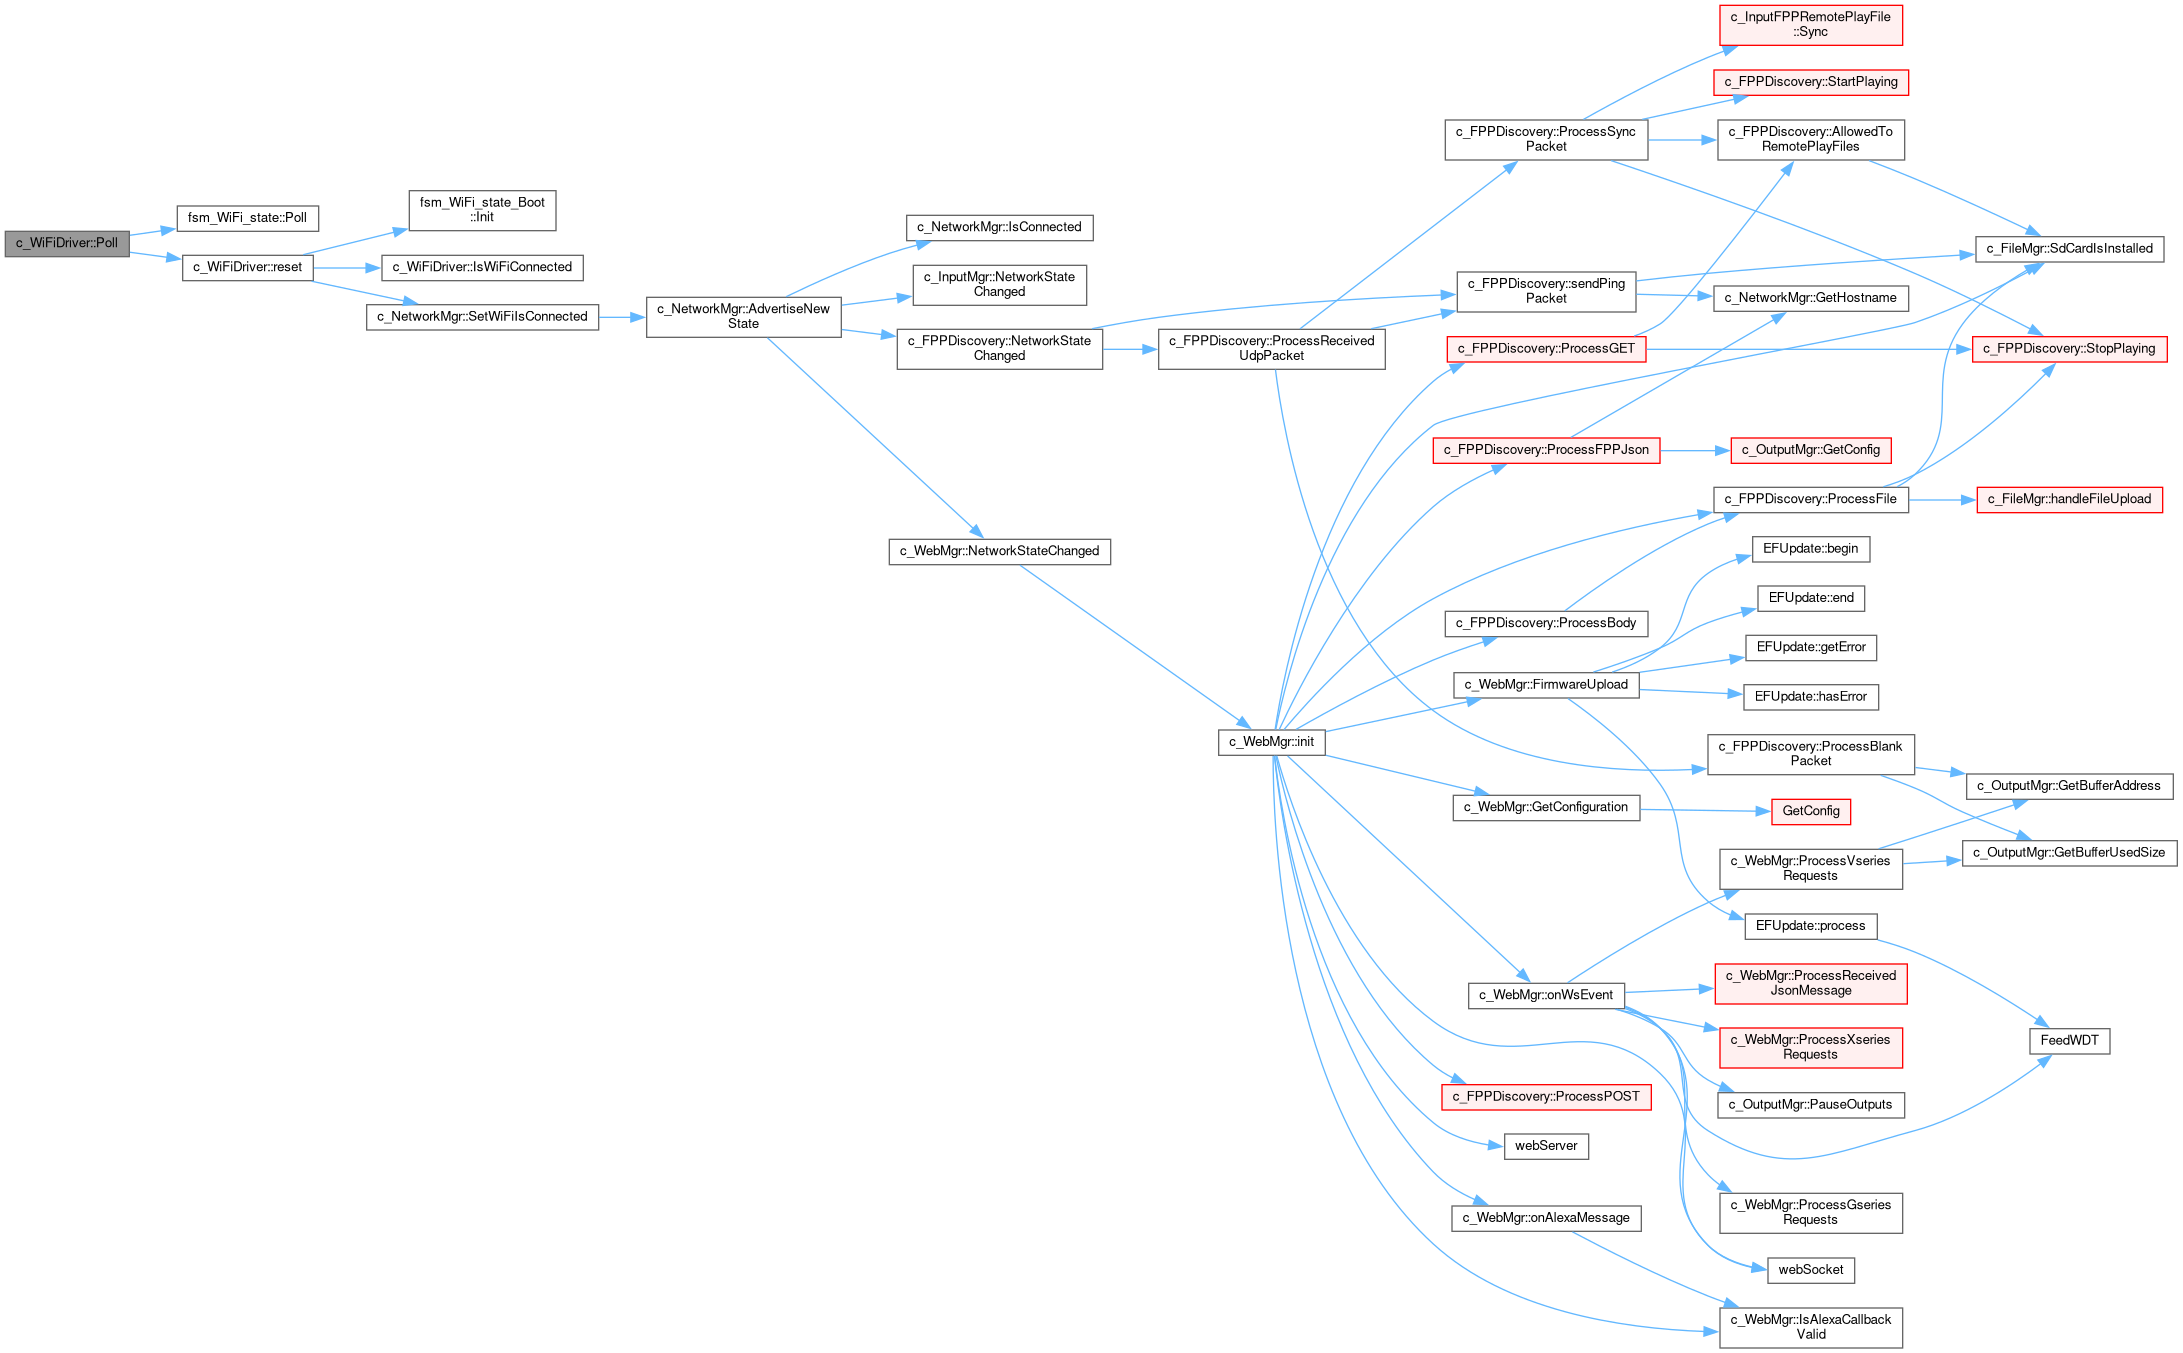 c_WiFiDriver::Poll
fsm_WiFi_state::Poll
c_WiFiDriver::reset
fsm_WiFi_state_Boot
::Init
c_WiFiDriver::IsWiFiConnected
c_NetworkMgr::SetWiFiIsConnected
c_NetworkMgr::AdvertiseNew
State
c_NetworkMgr::IsConnected
c_InputMgr::NetworkState
Changed
c_FPPDiscovery::NetworkState
Changed
c_WebMgr::NetworkStateChanged
c_FPPDiscovery::ProcessReceived
UdpPacket
c_WebMgr::init
c_FPPDiscovery::ProcessSync
Packet
c_FPPDiscovery::sendPing
Packet
c_FPPDiscovery::ProcessGET
c_FPPDiscovery::ProcessFPPJson
c_FPPDiscovery::ProcessBody
c_WebMgr::FirmwareUpload
c_WebMgr::GetConfiguration
c_WebMgr::onWsEvent
c_FPPDiscovery::ProcessPOST
webServer
c_WebMgr::onAlexaMessage
c_InputFPPRemotePlayFile
::Sync
c_FPPDiscovery::StartPlaying
c_FPPDiscovery::AllowedTo
RemotePlayFiles
c_NetworkMgr::GetHostname
c_OutputMgr::GetConfig
c_FPPDiscovery::ProcessFile
EFUpdate::begin
EFUpdate::end
EFUpdate::getError
EFUpdate::hasError
c_FPPDiscovery::ProcessBlank
Packet
GetConfig
c_WebMgr::ProcessVseries
Requests
EFUpdate::process
c_WebMgr::ProcessReceived
JsonMessage
c_WebMgr::ProcessXseries
Requests
c_OutputMgr::PauseOutputs
c_WebMgr::ProcessGseries
Requests
webSocket
c_WebMgr::IsAlexaCallback
Valid
c_FileMgr::SdCardIsInstalled
c_FPPDiscovery::StopPlaying
c_FileMgr::handleFileUpload
c_OutputMgr::GetBufferAddress
c_OutputMgr::GetBufferUsedSize
FeedWDT